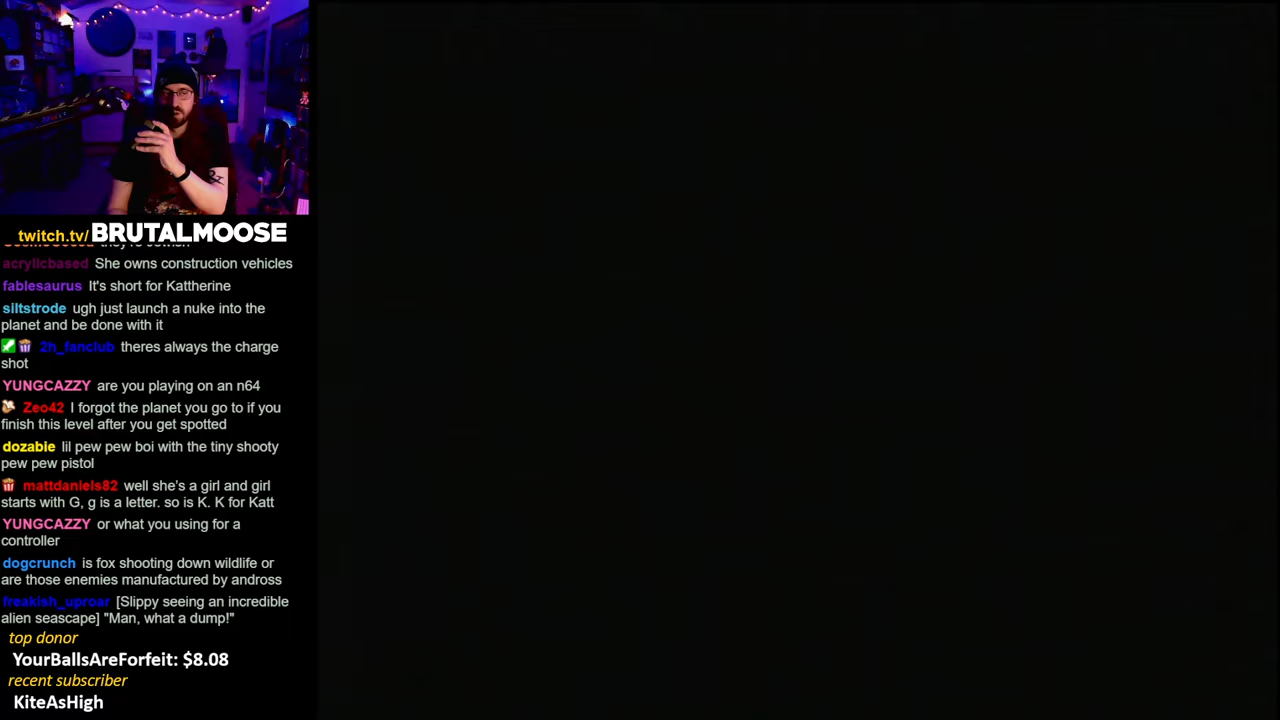 twitch.tv/BRUTALMOOSE
acrylicbased She owns construction vehicles
fablesaurus It's short for Kattherine
siltstrode ugh just launch a nuke into the
planet and be done with it
2h_fanclub theres always the charge
shot
YUNGCAZZY are you playing on an n64
Zeo42 I forgot the planet you go to if you
finish this level after you get spotted
dozabie lil pew pew boi with the tiny shooty
pew pew pistol
mattdaniels82 well she's a girl and girl
starts with G, g is a letter. so is K. K for Katt
YUNGCAZZY or what you using for a
controller
dogcrunch is fox shooting down wildlife or
are those enemies manufactured by andross
freakish_uproar [Slippy seeing an incredible
alien seascape] "Man, what a dump!"
top donor
YourBallsAreForfeit: $8.08
recent subscriber
KiteAsHigh